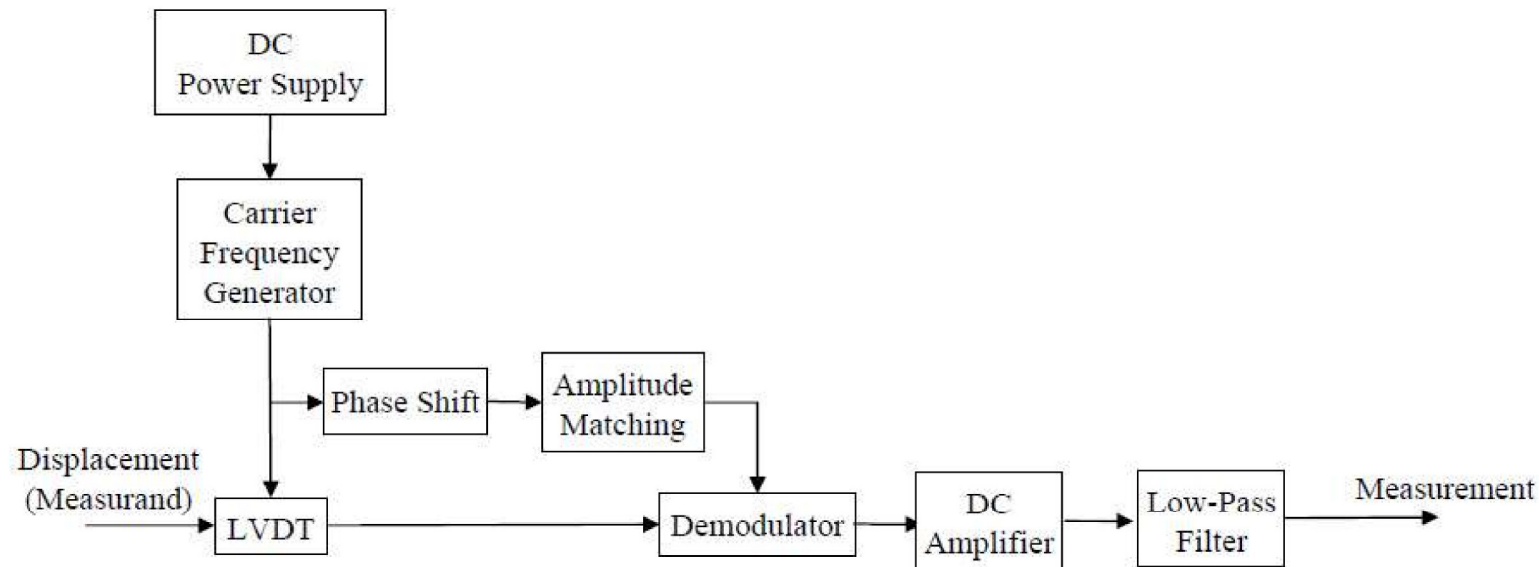 DC
Power Supply
Carrier
Frequency
Generator
Phase Shift
Amplitude
Matching
Displacement
(Measurand)
LVDT
Demodulator
DC
Amplifier
Low-Pass
Filter
Measurement